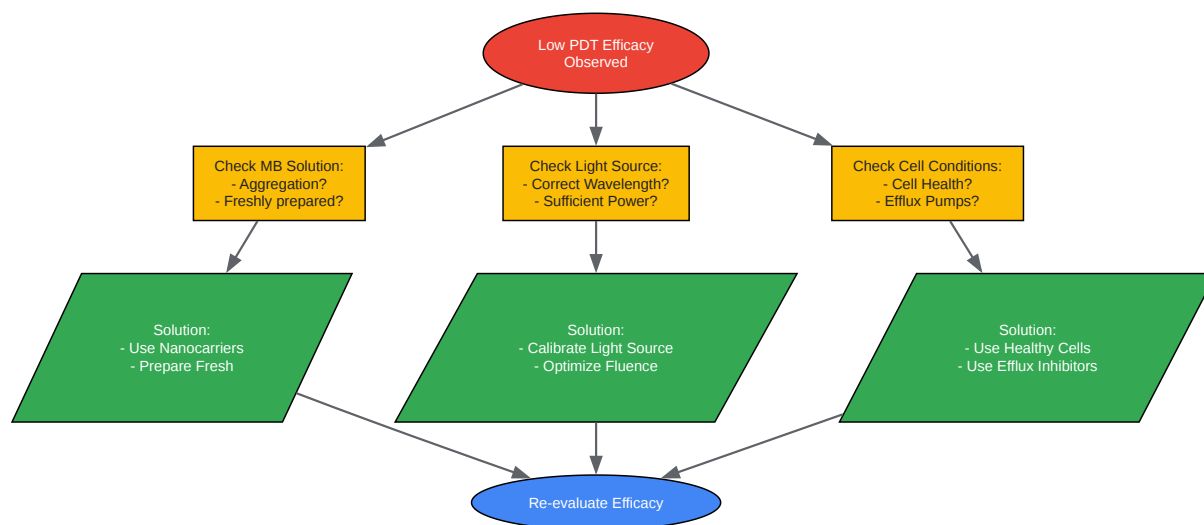 Low PDT Efficacy
Observed
Check MB Solution:
- Aggregation?
- Freshly prepared?
Check Light Source:
- Correct Wavelength?
- Sufficient Power?
Check Cell Conditions:
- Cell Health?
- Efflux Pumps?
Solution:
- Use Nanocarriers
- Prepare Fresh
Solution:
- Calibrate Light Source
- Optimize Fluence
Solution:
- Use Healthy Cells
- Use Efflux Inhibitors
Re-evaluate Efficacy